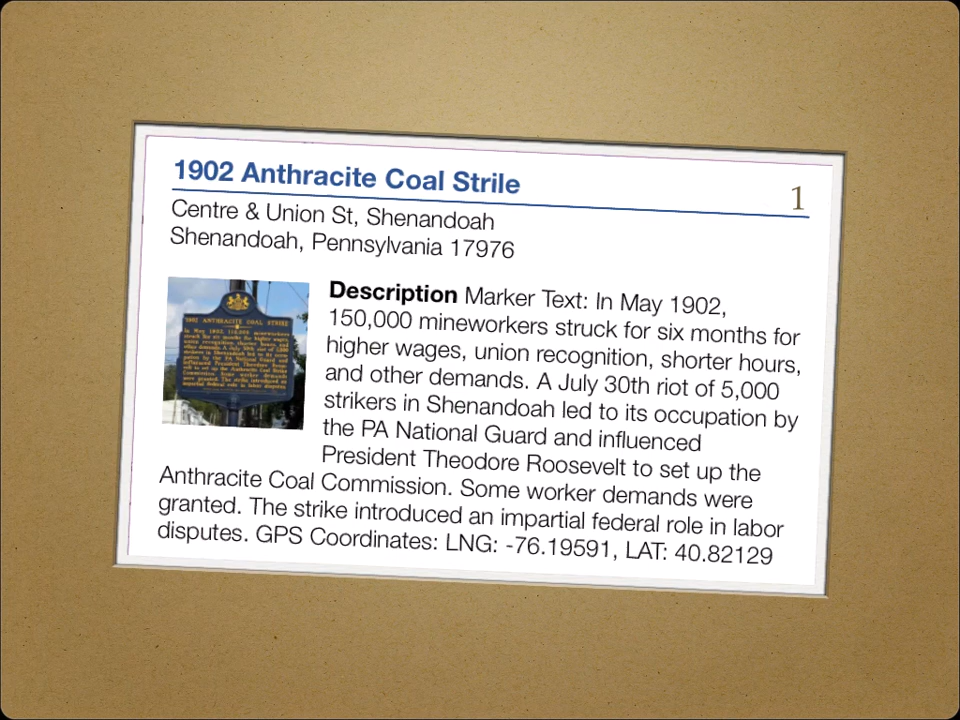 1902 Anthracite Coal Strile
1
Centre & Union St, Shenandoah
Shenandoah, Pennsylvania 17976
1902 ANTHRACITE COAL STRIKE
Description Marker Text: In May 1902,
150,000 mineworkers struck for six months for
higher wages, union recognition, shorter hours,
and other demands. A July 30th riot of 5,000
strikers in Shenandoah led to its occupation by
the PA National Guard and influenced
President Theodore Roosevelt to set up the
Anthracite Coal Commission. Some worker demands were
granted. The strike introduced an impartial federal role in labor
disputes. GPS Coordinates: LNG: -76.19591, LAT: 40.82129